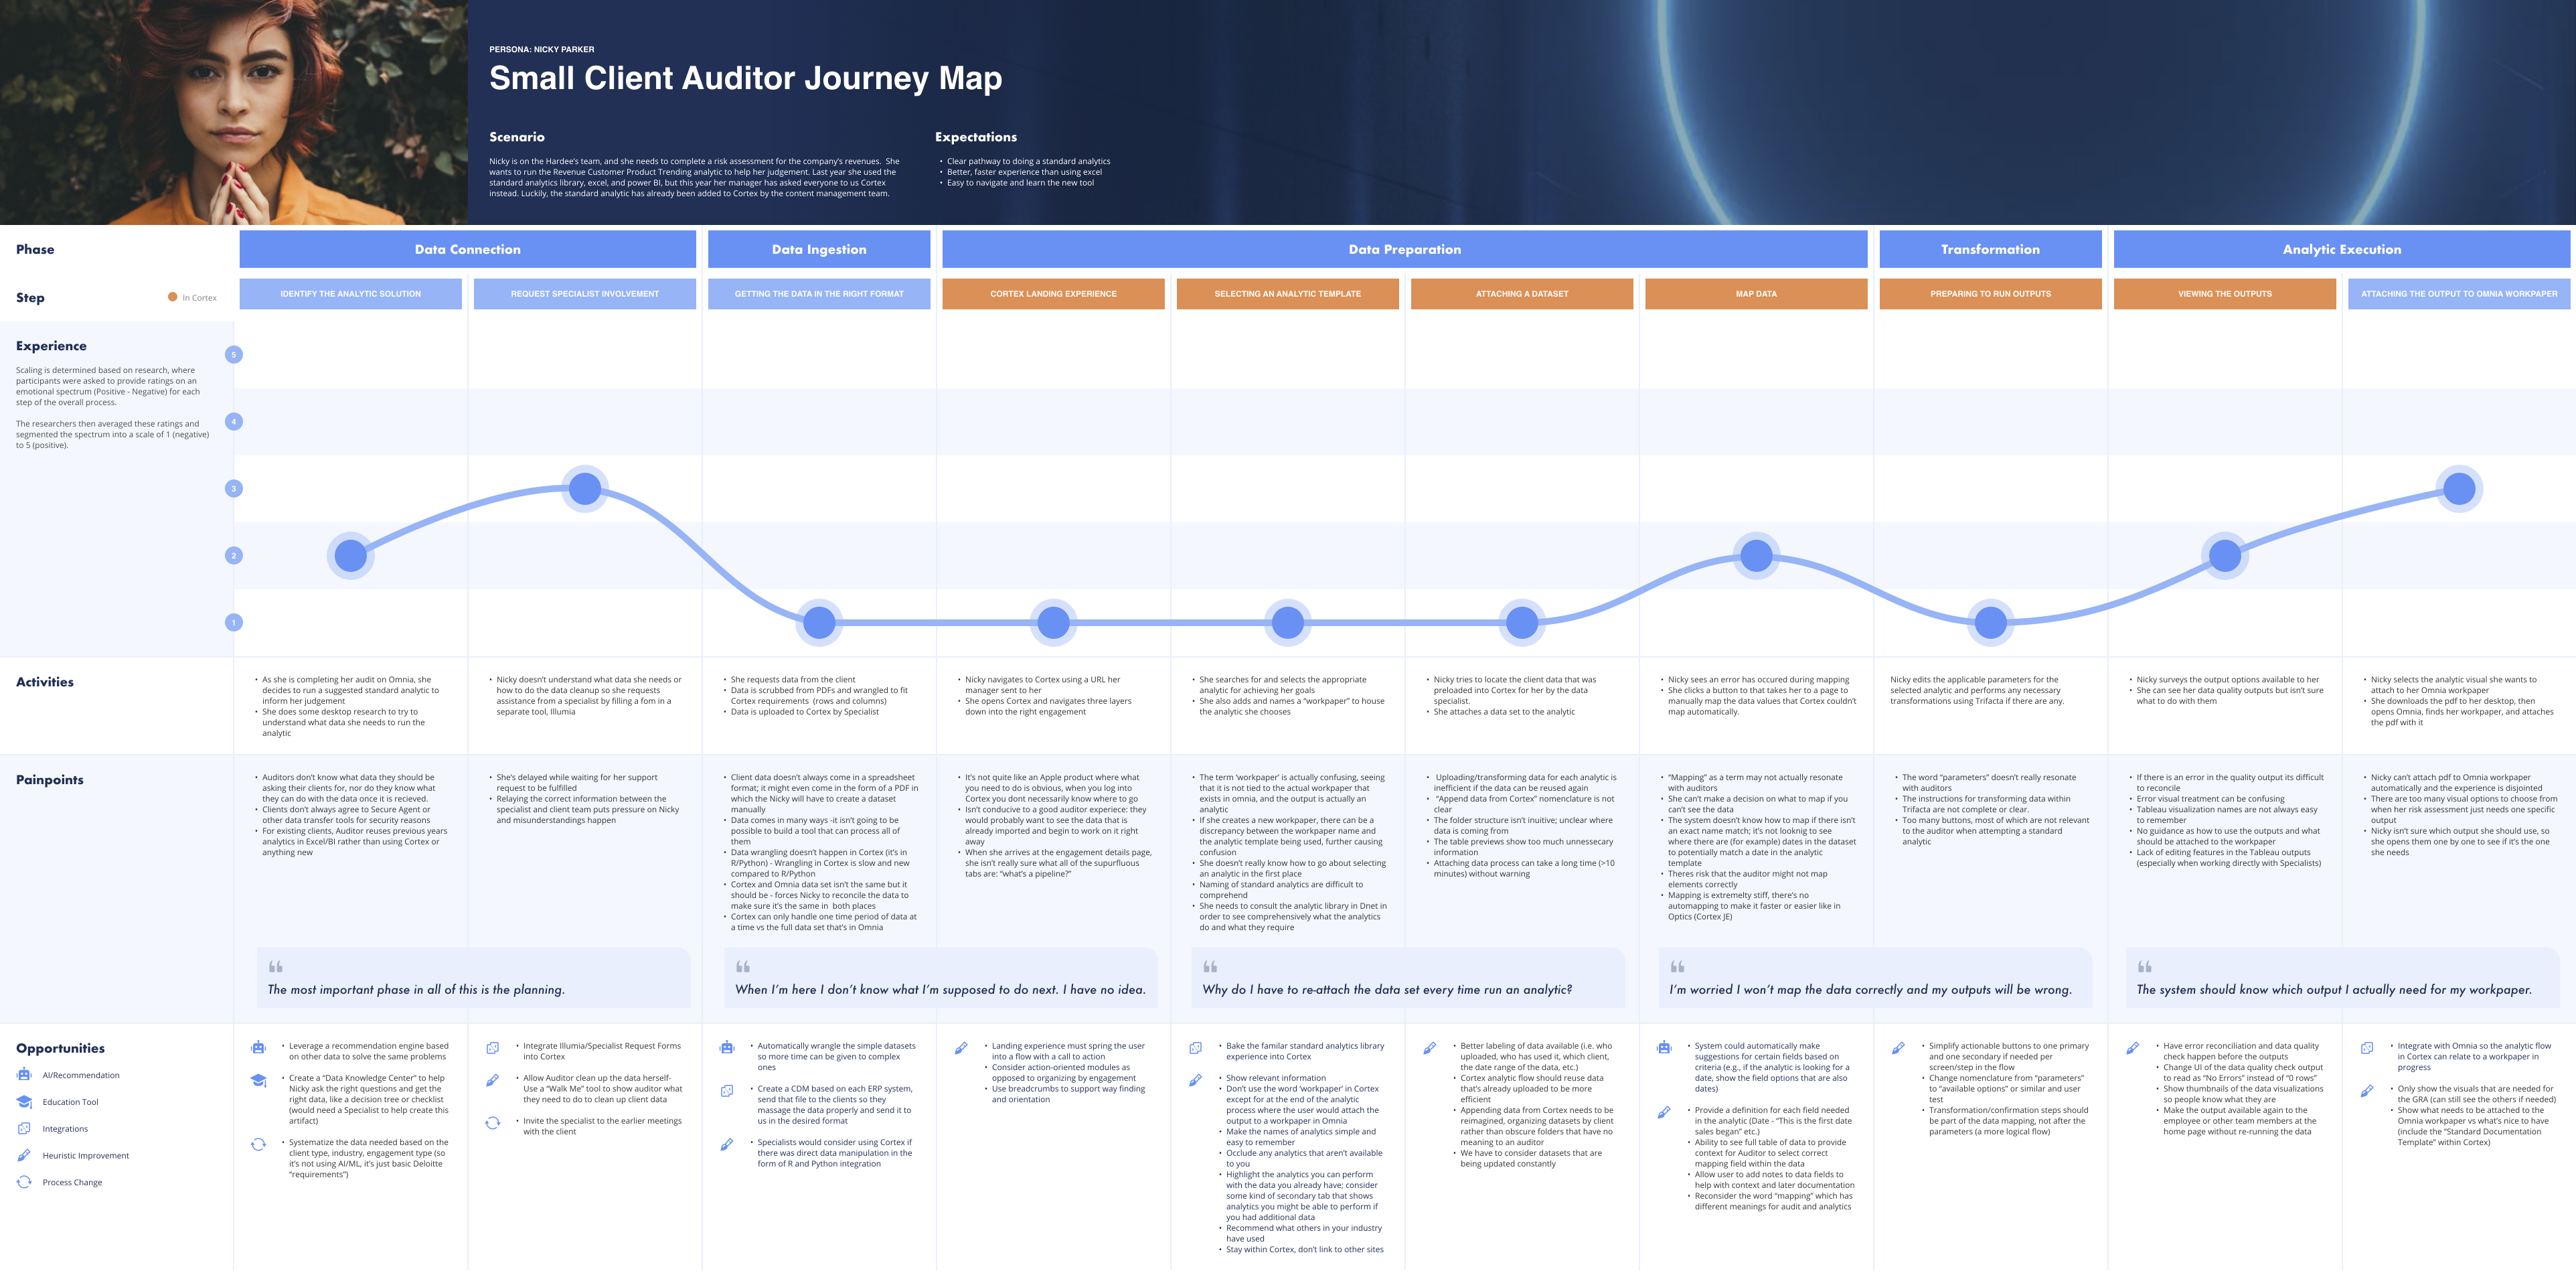 PERSONA: NICKY PARKER
Small Client Auditor Journey Map
Scenario
Nicky is on the Hardee's team, and she needs to complete a risk assessment for the company's revenues. She
wants to run the Revenue Customer Product Trending analytic to help her judgement. Last year she used the
standard analytics library, excel, and power BI, but this year her manager has asked everyone to us Cortex
instead. Luckily, the standard analytic has already been added to Cortex by the content management team.
Expectations
• Clear pathway to doing a standard analytics
• Better, faster experience than using excel
• Easy to navigate and learn the new tool
Phase
Data Connection
Data Ingestion
Data Preparation
Transformation
Analytic Execution
Step
In Cortex
IDENTIFY THE ANALYTIC SOLUTION
REQUEST SPECIALIST INVOLVEMENT
GETTING THE DATA IN THE RIGHT FORMAT
CORTEX LANDING EXPERIENCE
SELECTING AN ANALYTIC TEMPLATE
ATTACHING A DATASET
MAP DATA
PREPARING TO RUN OUTPUTS
VIEWING THE OUTPUTS
ATTACHING THE OUTPUT TO OMNIA WORKPAPER
Experience
Scaling is determined based on research, where
participants were asked to provide ratings on an
emotional spectrum (Positive - Negative) for each
step of the overall process.
The researchers then averaged these ratings and
segmented the spectrum into a scale of 1 (negative)
to 5 (positive).
5
4
3
2
1
Activities
• As she is completing her audit on Omnia, she
decides to run a suggested standard analytic to
inform her judgement
• She does some desktop research to try to
understand what data she needs to run the
analytic
• Nicky doesn't understand what data she needs or
how to do the data cleanup so she requests
assistance from a specialist by filling a fom in a
separate tool, Illumia
• She requests data from the client
• Data is scrubbed from PDFs and wrangled to fit
Cortex requirements (rows and columns)
• Data is uploaded to Cortex by Specialist
• Nicky navigates to Cortex using a URL her
manager sent to her
• She opens Cortex and navigates three layers
down into the right engagement
• She searches for and selects the appropriate
analytic for achieving her goals
• She also adds and names a "workpaper" to house
the analytic she chooses
• Nicky tries to locate the client data that was
preloaded into Cortex for her by the data
specialist.
• She attaches a data set to the analytic
• Nicky sees an error has occured during mapping
• She clicks a button to that takes her to a page to
manually map the data values that Cortex couldn't
map automatically.
Nicky edits the applicable parameters for the
selected analytic and performs any necessary
transformations using Trifacta if there are any.
• Nicky surveys the output options available to her
• She can see her data quality outputs but isn't sure
what to do with them
• Nicky selects the analytic visual she wants to
attach to her Omnia workpaper
• She downloads the pdf to her desktop, then
opens Omnia, finds her workpaper, and attaches
the pdf with it
Painpoints
• Auditors don't know what data they should be
asking their clients for, nor do they know what
they can do with the data once it is recieved.
• Clients don't always agree to Secure Agent or
other data transfer tools for security reasons
• For existing clients, Auditor reuses previous years
analytics in Excel/BI rather than using Cortex or
anything new
• She's delayed while waiting for her support
request to be fulfilled
• Relaying the correct information between the
specialist and client team puts pressure on Nicky
and misunderstandings happen
• Client data doesn't always come in a spreadsheet
format; it might even come in the form of a PDF in
which the Nicky will have to create a dataset
manually
• Data comes in many ways -it isn't going to be
possible to build a tool that can process all of
them
• Data wrangling doesn't happen in Cortex (it's in
R/Python) - Wrangling in Cortex is slow and new
compared to R/Python
• Cortex and Omnia data set isn't the same but it
should be - forces Nicky to reconcile the data to
make sure it's the same in both places
• Cortex can only handle one time period of data at
a time vs the full data set that's in Omnia
• It's not quite like an Apple product where what
you need to do is obvious, when you log into
Cortex you dont necessarily know where to go
• Isn't conducive to a good auditor experiece: they
would probably want to see the data that is
already imported and begin to work on it right
away
• When she arrives at the engagement details page,
she isn't really sure what all of the supurfluous
tabs are: "what's a pipeline?"
• The term 'workpaper' is actually confusing, seeing
that it is not tied to the actual workpaper that
exists in omnia, and the output is actually an
analytic
• If she creates a new workpaper, there can be a
discrepancy between the workpaper name and
the analytic template being used, further causing
confusion
• She doesn't really know how to go about selecting
an analytic in the first place
• Naming of standard analytics are difficult to
comprehend
• She needs to consult the analytic library in Dnet in
order to see comprehensively what the analytics
do and what they require
• Uploading/transforming data for each analytic is
inefficient if the data can be reused again
• "Append data from Cortex" nomenclature is not
clear
• The folder structure isn't inuitive; unclear where
data is coming from
• The table previews show too much unnessecary
information
• Attaching data process can take a long time (>10
minutes) without warning
• "Mapping" as a term may not actually resonate
with auditors
• She can't make a decision on what to map if you
can't see the data
• The system doesn't know how to map if there isn't
an exact name match; it's not looknig to see
where there are (for example) dates in the dataset
to potentially match a date in the analytic
template
• Theres risk that the auditor might not map
elements correctly
• Mapping is extremelty stiff, there's no
automapping to make it faster or easier like in
Optics (Cortex JE)
• The word "parameters" doesn't really resonate
with auditors
• The instructions for transforming data within
Trifacta are not complete or clear.
• Too many buttons, most of which are not relevant
to the auditor when attempting a standard
analytic
• If there is an error in the quality output its difficult
to reconcile
• Error visual treatment can be confusing
• Tableau visualization names are not always easy
to remember
• No guidance as how to use the outputs and what
should be attached to the workpaper
• Lack of editing features in the Tableau outputs
(especially when working directly with Specialists)
• Nicky can't attach pdf to Omnia workpaper
automatically and the experience is disjointed
• There are too many visual options to choose from
when her risk assessment just needs one specific
output
• Nicky isn't sure which output she should use, so
she opens them one by one to see if it's the one
she needs
The most important phase in all of this is the planning.
When I'm here I don't know what I'm supposed to do next. I have no idea.
Why do I have to re-attach the data set every time run an analytic?
I'm worried I won't map the data correctly and my outputs will be wrong.
The system should know which output I actually need for my workpaper.
Opportunities
AI/Recommendation
Education Tool
Integrations
Heuristic Improvement
Process Change
• Leverage a recommendation engine based
on other data to solve the same problems
• Create a "Data Knowledge Center" to help
Nicky ask the right questions and get the
right data, like a decision tree or checklist
(would need a Specialist to help create this
artifact)
• Systematize the data needed based on the
client type, industry, engagement type (so
it's not using AI/ML, it's just basic Deloitte
"requirements")
• Integrate Illumia/Specialist Request Forms
into Cortex
• Allow Auditor clean up the data herself-
Use a "Walk Me" tool to show auditor what
they need to do to clean up client data
• Invite the specialist to the earlier meetings
with the client
• Automatically wrangle the simple datasets
so more time can be given to complex
ones
• Create a CDM based on each ERP system,
send that file to the clients so they
massage the data properly and send it to
us in the desired format
• Specialists would consider using Cortex if
there was direct data manipulation in the
form of R and Python integration
• Landing experience must spring the user
into a flow with a call to action
• Consider action-oriented modules as
opposed to organizing by engagement
• Use breadcrumbs to support way finding
and orientation
• Bake the familar standard analytics library
experience into Cortex
• Show relevant information
• Don't use the word 'workpaper' in Cortex
except for at the end of the analytic
process where the user would attach the
output to a workpaper in Omnia
• Make the names of analytics simple and
easy to remember
• Occlude any analytics that aren't available
to you
• Highlight the analytics you can perform
with the data you already have; consider
some kind of secondary tab that shows
analytics you might be able to perform if
you had additional data
• Recommend what others in your industry
have used
• Stay within Cortex, don't link to other sites
• Better labeling of data available (i.e. who
uploaded, who has used it, which client,
the date range of the data, etc.)
• Cortex analytic flow should reuse data
that's already uploaded to be more
efficient
• Appending data from Cortex needs to be
reimagined, organizing datasets by client
rather than obscure folders that have no
meaning to an auditor
• We have to consider datasets that are
being updated constantly
• System could automatically make
suggestions for certain fields based on
criteria (e.g., if the analytic is looking for a
date, show the field options that are also
dates)
• Provide a definition for each field needed
in the analytic (Date - "This is the first date
sales began" etc.)
• Ability to see full table of data to provide
context for Auditor to select correct
mapping field within the data
• Allow user to add notes to data fields to
help with context and later documentation
• Reconsider the word "mapping" which has
different meanings for audit and analytics
• Simplify actionable buttons to one primary
and one secondary if needed per
screen/step in the flow
• Change nomenclature from "parameters"
to "available options" or similar and user
test
• Transformation/confirmation steps should
be part of the data mapping, not after the
parameters (a more logical flow)
• Have error reconciliation and data quality
check happen before the outputs
• Change UI of the data quality check output
to read as "No Errors" instead of "0 rows"
• Show thumbnails of the data visualizations
so people know what they are
• Make the output available again to the
employee or other team members at the
home page without re-running the data
• Integrate with Omnia so the analytic flow
in Cortex can relate to a workpaper in
progress
• Only show the visuals that are needed for
the GRA (can still see the others if needed)
• Show what needs to be attached to the
Omnia workpaper vs what's nice to have
(include the "Standard Documentation
Template" within Cortex)